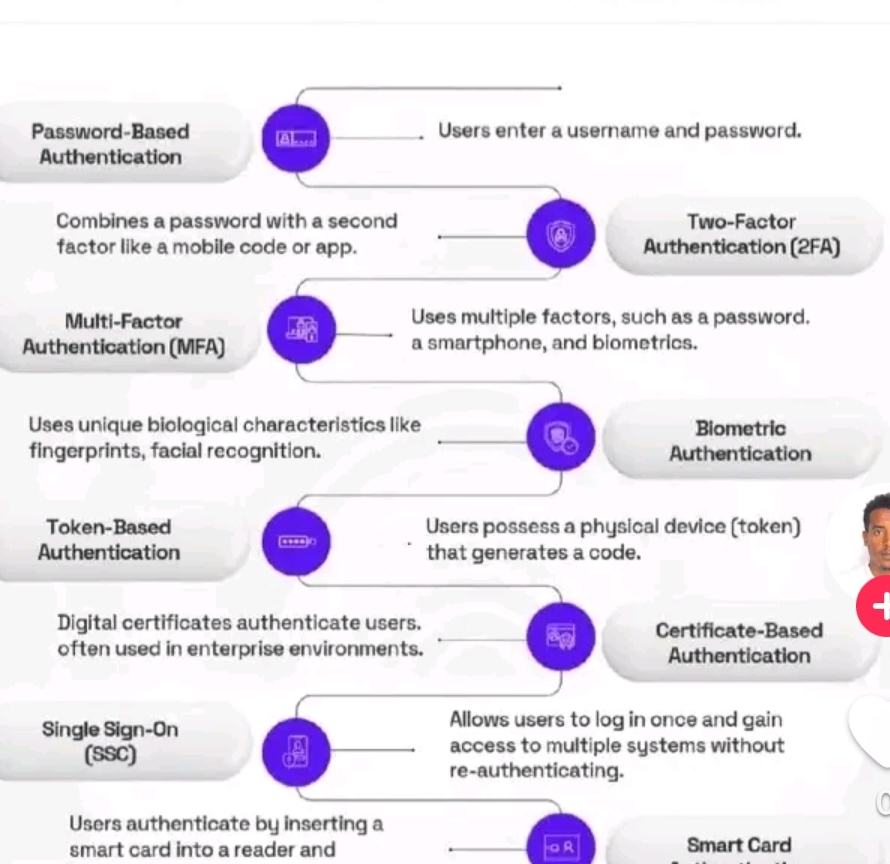 Password-Based
Authentication
Users enter a username and password.
Combines a password with a second
factor like a mobile code or app.
Two-Factor
Authentication (2FA)
Multi-Factor
Authentication (MFA)
Uses multiple factors, such as a password.
a smartphone, and biometrics.
Uses unique biological characteristics like
fingerprints, facial recognition.
Biometric
Authentication
Token-Based
Authentication
Users possess a physical device (token)
that generates a code.
Digital certificates authenticate users.
often used in enterprise environments.
Certificate-Based
Authentication
Single Sign-On
(SSC)
Allows users to log in once and gain
access to multiple systems without
re-authenticating.
Users authenticate by inserting a
smart card into a reader and
Smart Card